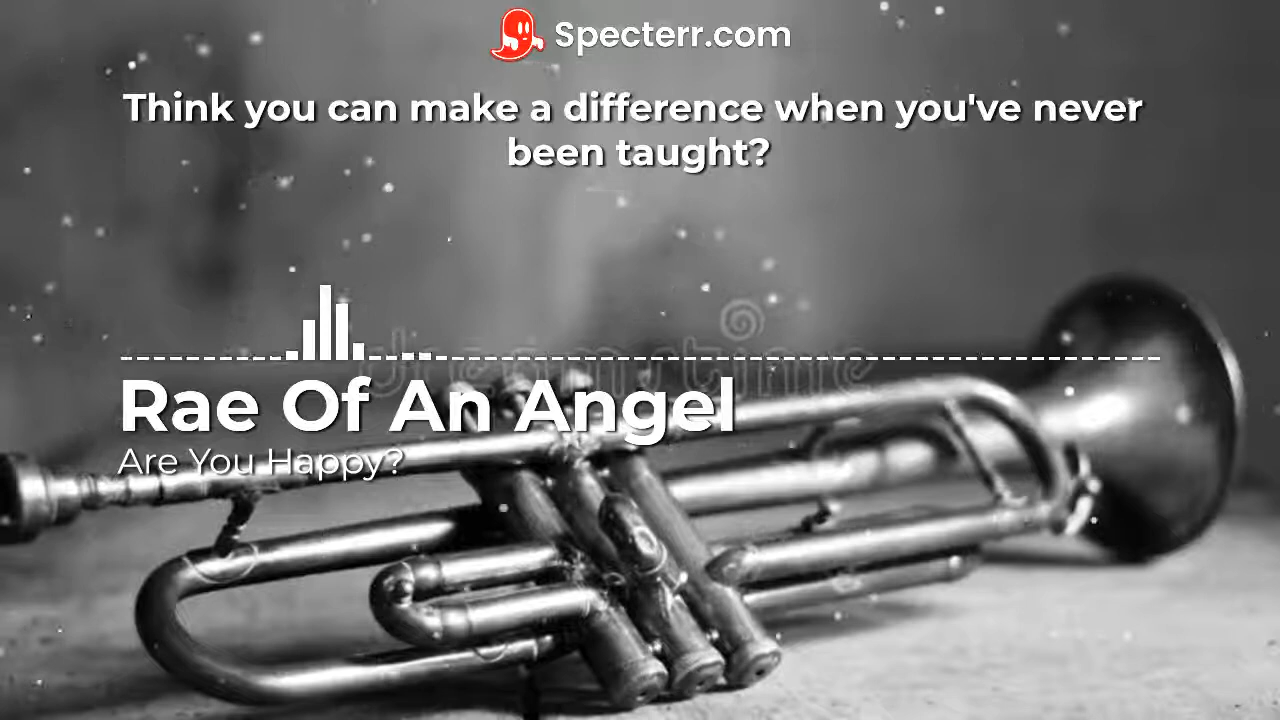 Specterr.com
Think you can make a difference when you've never
been taught?
dreamstime
Rae Of An Angel
Are You Happy?